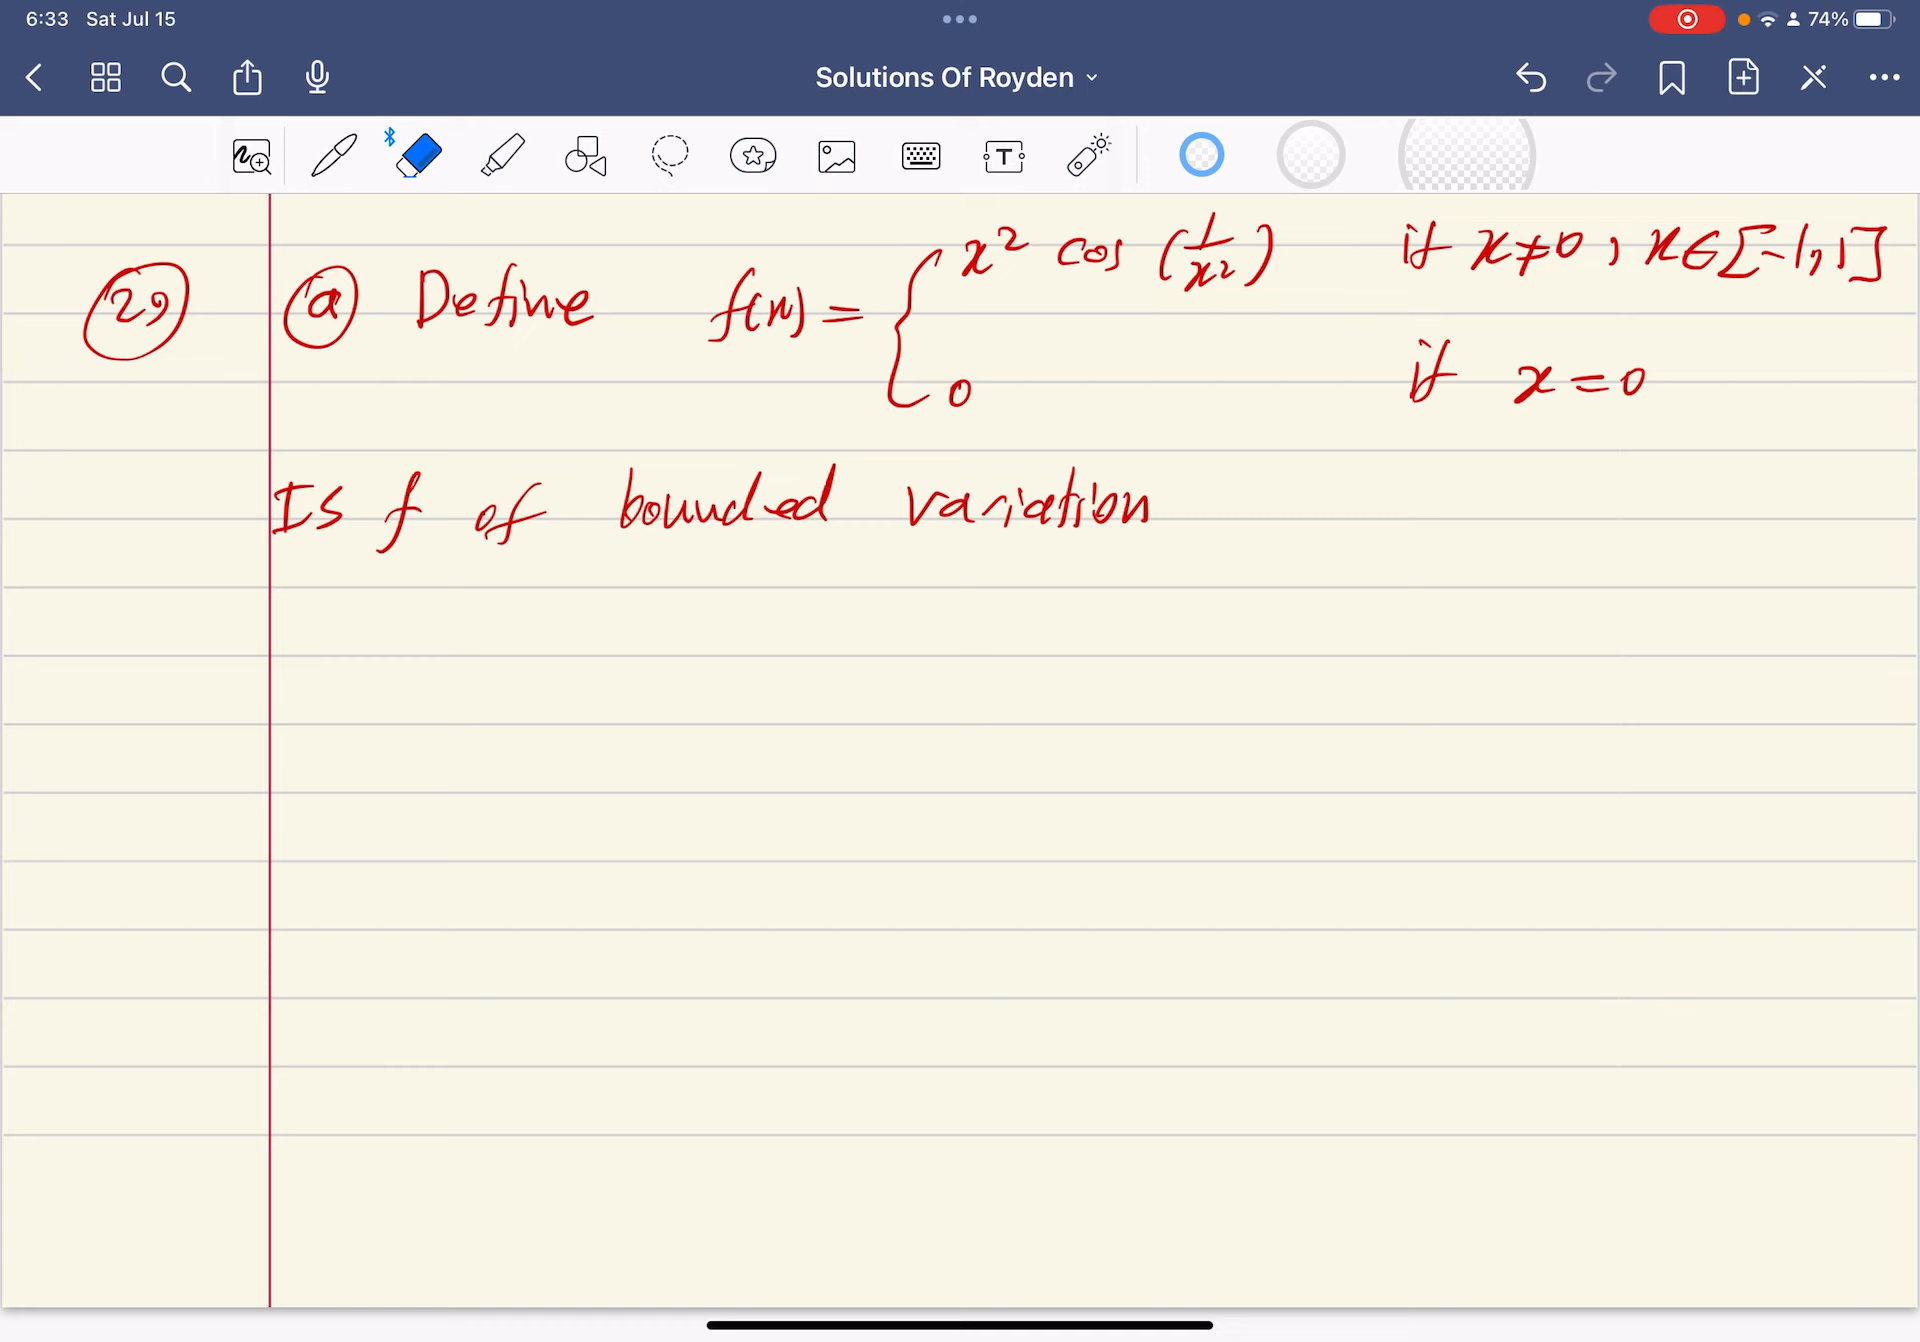 6:33 Sat Jul 15
74%
Solutions Of Royden
T
29 a Define f(x) = { x² cos (1/x²) if x≠0, x∈[-1,1]
0 if x=0
Is f of bounded variation